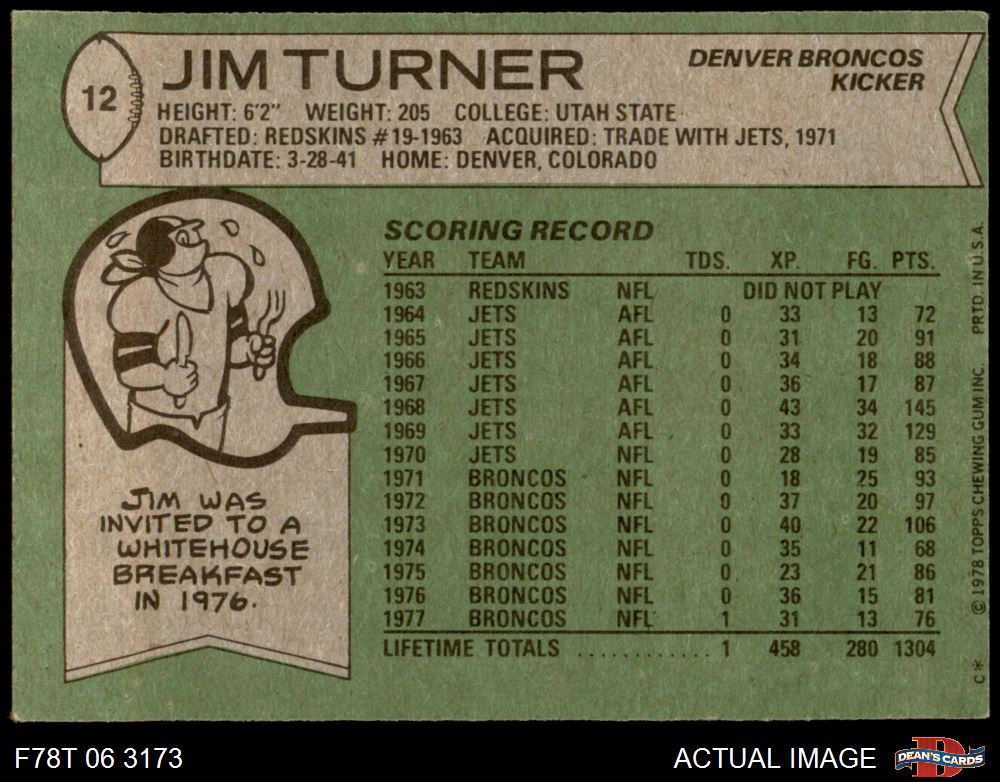 12
JIM TURNER
DENVER BRONCOS
KICKER
HEIGHT: 6'2" WEIGHT: 205 COLLEGE: UTAH STATE
DRAFTED: REDSKINS #19-1963 ACQUIRED: TRADE WITH JETS, 1971
BIRTHDATE: 3-28-41 HOME: DENVER, COLORADO
JIM WAS
INVITED TO A
WHITEHOUSE
BREAKFAST
IN 1976.
SCORING RECORD
YEAR TEAM TDS. XP. FG. PTS.
1963 REDSKINS NFL DID NOT PLAY
1964 JETS AFL 0 33 13 72
1965 JETS AFL 0 31 20 91
1966 JETS AFL 0 34 18 88
1967 JETS AFL 0 36 17 87
1968 JETS AFL 0 43 34 145
1969 JETS AFL 0 33 32 129
1970 JETS NFL 0 28 19 85
1971 BRONCOS NFL 0 18 25 93
1972 BRONCOS NFL 0 37 20 97
1973 BRONCOS NFL 0 40 22 106
1974 BRONCOS NFL 0 35 11 68
1975 BRONCOS NFL 0 23 21 86
1976 BRONCOS NFL 0 36 15 81
1977 BRONCOS NFL 1 31 13 76
LIFETIME TOTALS ............ 1 458 280 1304
C* © 1978 TOPPS CHEWING GUM INC. PRTD. IN U.S.A.
F78T 06 3173
ACTUAL IMAGE
D
DEAN'S CARDS